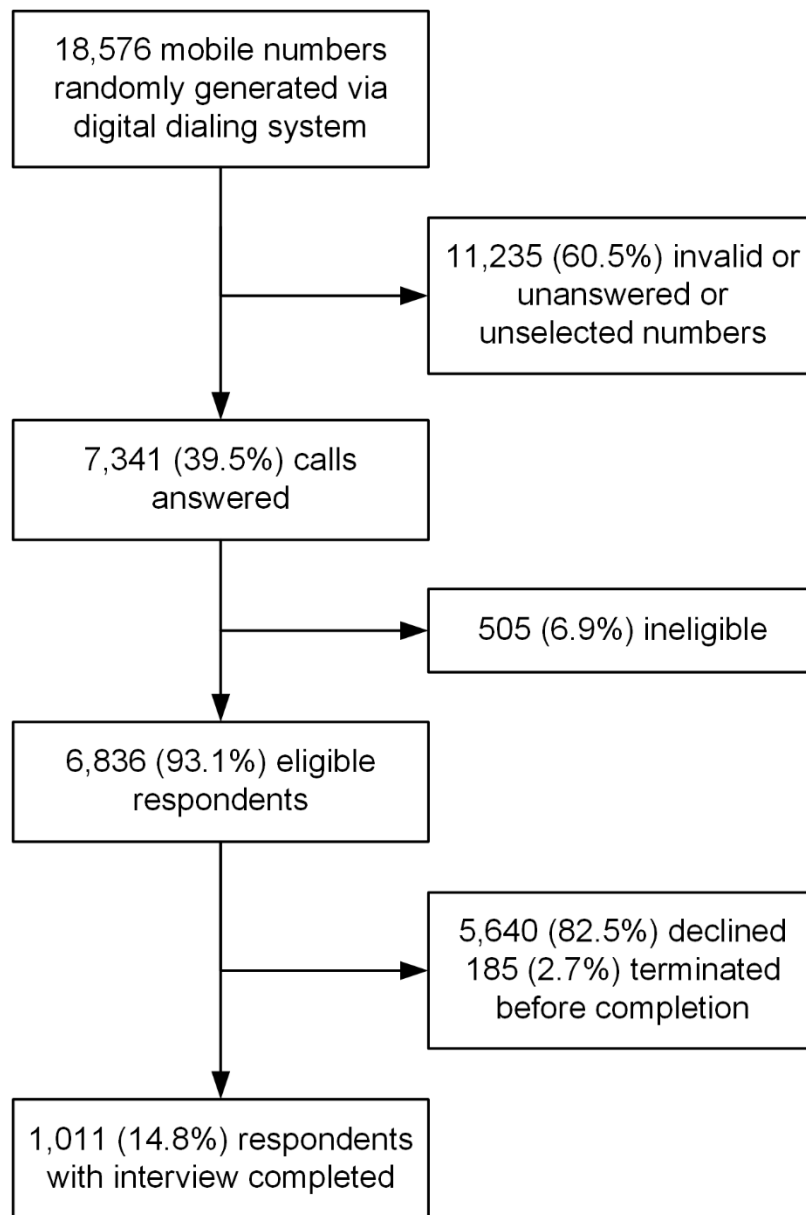 18,576 mobile numbers
randomly generated via
digital dialing system
11,235 (60.5%) invalid or
unanswered or
unselected numbers
7,341 (39.5%) calls
answered
505 (6.9%) ineligible
6,836 (93.1%) eligible
respondents
5,640 (82.5%) declined
185 (2.7%) terminated
before completion
1,011 (14.8%) respondents
with interview completed